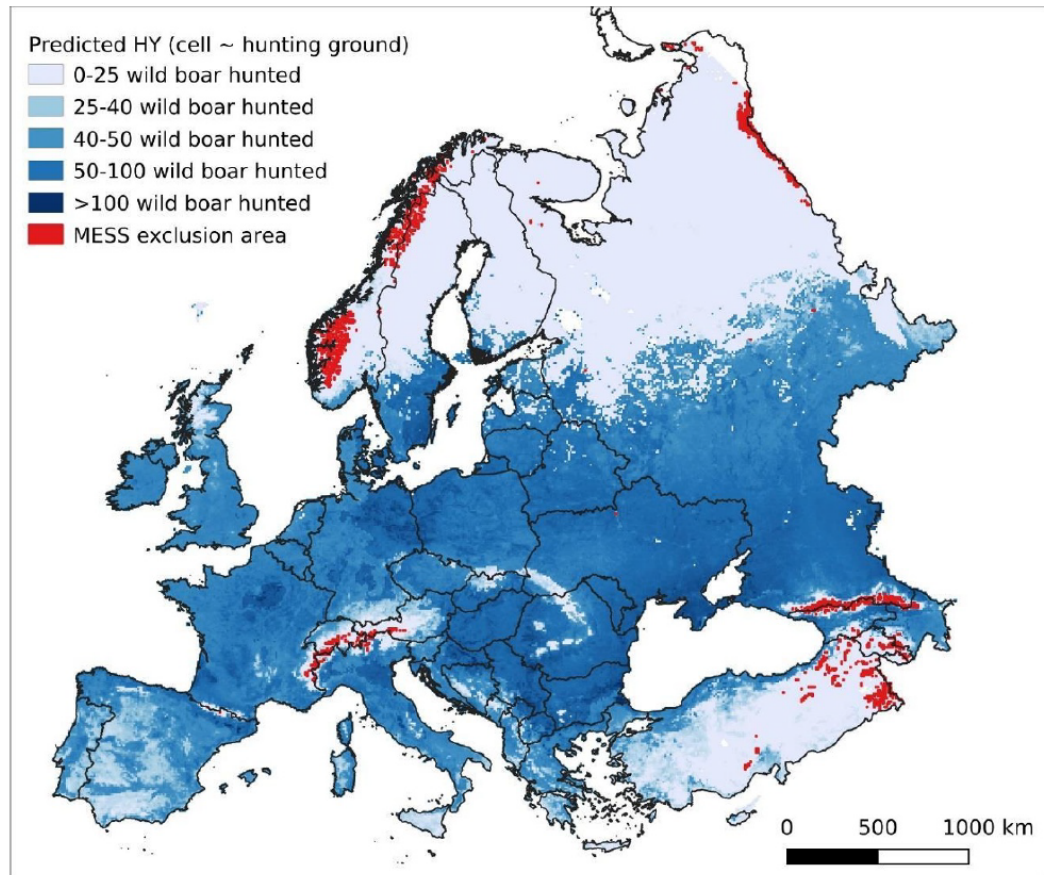 Predicted HY (cell ~ hunting ground)
0-25 wild boar hunted
25-40 wild boar hunted
40-50 wild boar hunted
50-100 wild boar hunted
>100 wild boar hunted
MESS exclusion area
0 500 1000 km